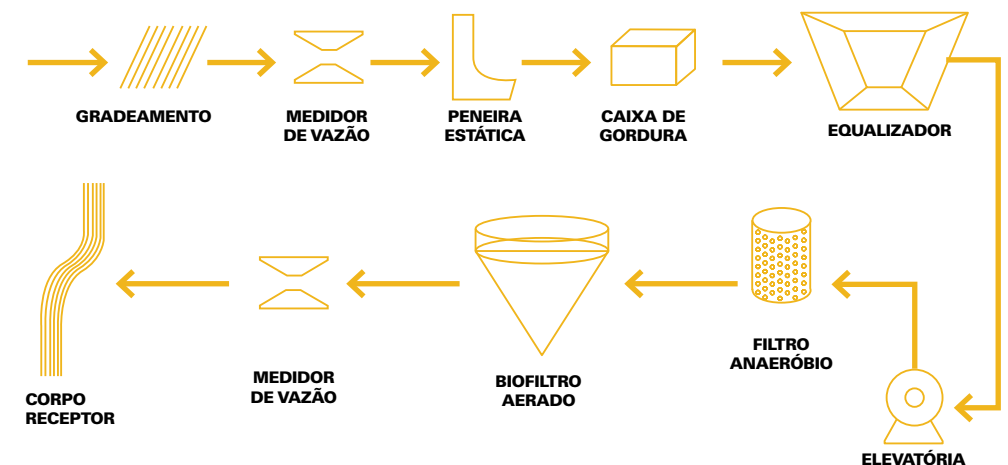 GRADEAMENTO
MEDIDOR
DE VAZÃO
PENEIRA
ESTÁTICA
CAIXA DE
GORDURA
EQUALIZADOR
ELEVATÓRIA
FILTRO
ANAERÓBIO
BIOFILTRO
AERADO
MEDIDOR
DE VAZÃO
CORPO
RECEPTOR